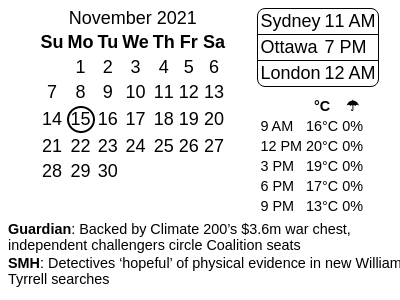 November 2021
Su Mo Tu We Th Fr Sa
1 2 3 4 5 6
7 8 9 10 11 12 13
14 15 16 17 18 19 20
21 22 23 24 25 26 27
28 29 30
Sydney 11 AM
Ottawa 7 PM
London 12 AM
°C ☂
9 AM 16°C 0%
12 PM 20°C 0%
3 PM 19°C 0%
6 PM 17°C 0%
9 PM 13°C 0%
Guardian: Backed by Climate 200’s $3.6m war chest,
independent challengers circle Coalition seats
SMH: Detectives ‘hopeful’ of physical evidence in new William
Tyrrell searches